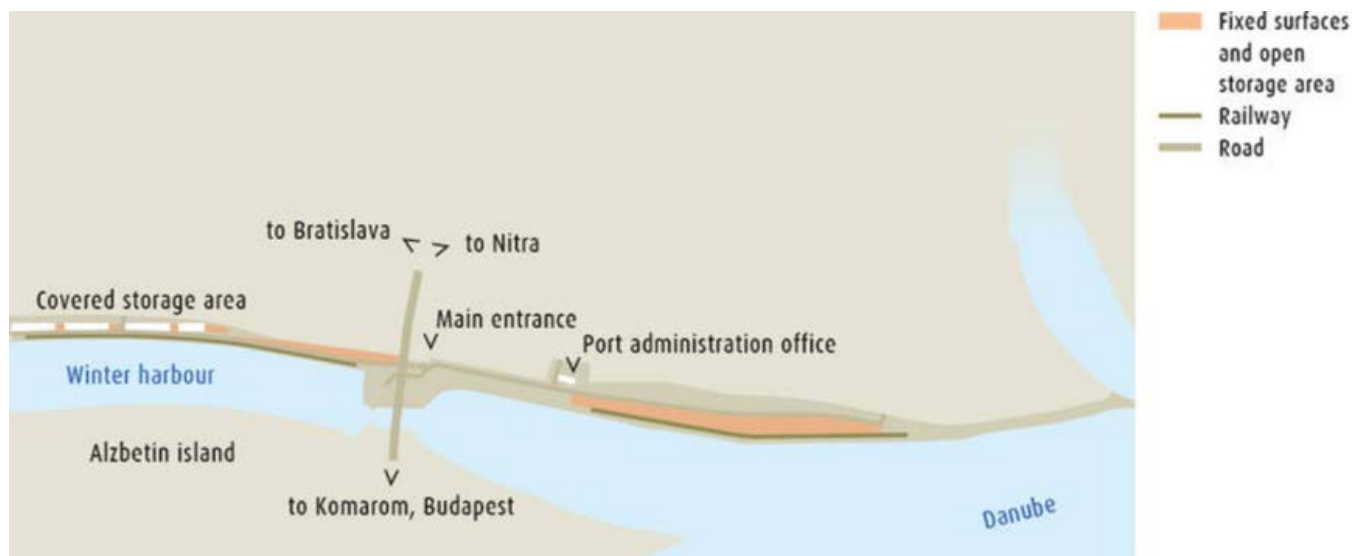 Fixed surfaces
and open
storage area
Railway
Road
to Bratislava
to Nitra
Covered storage area
Main entrance
Port administration office
Winter harbour
Alzbetin island
to Komarom, Budapest
Danube